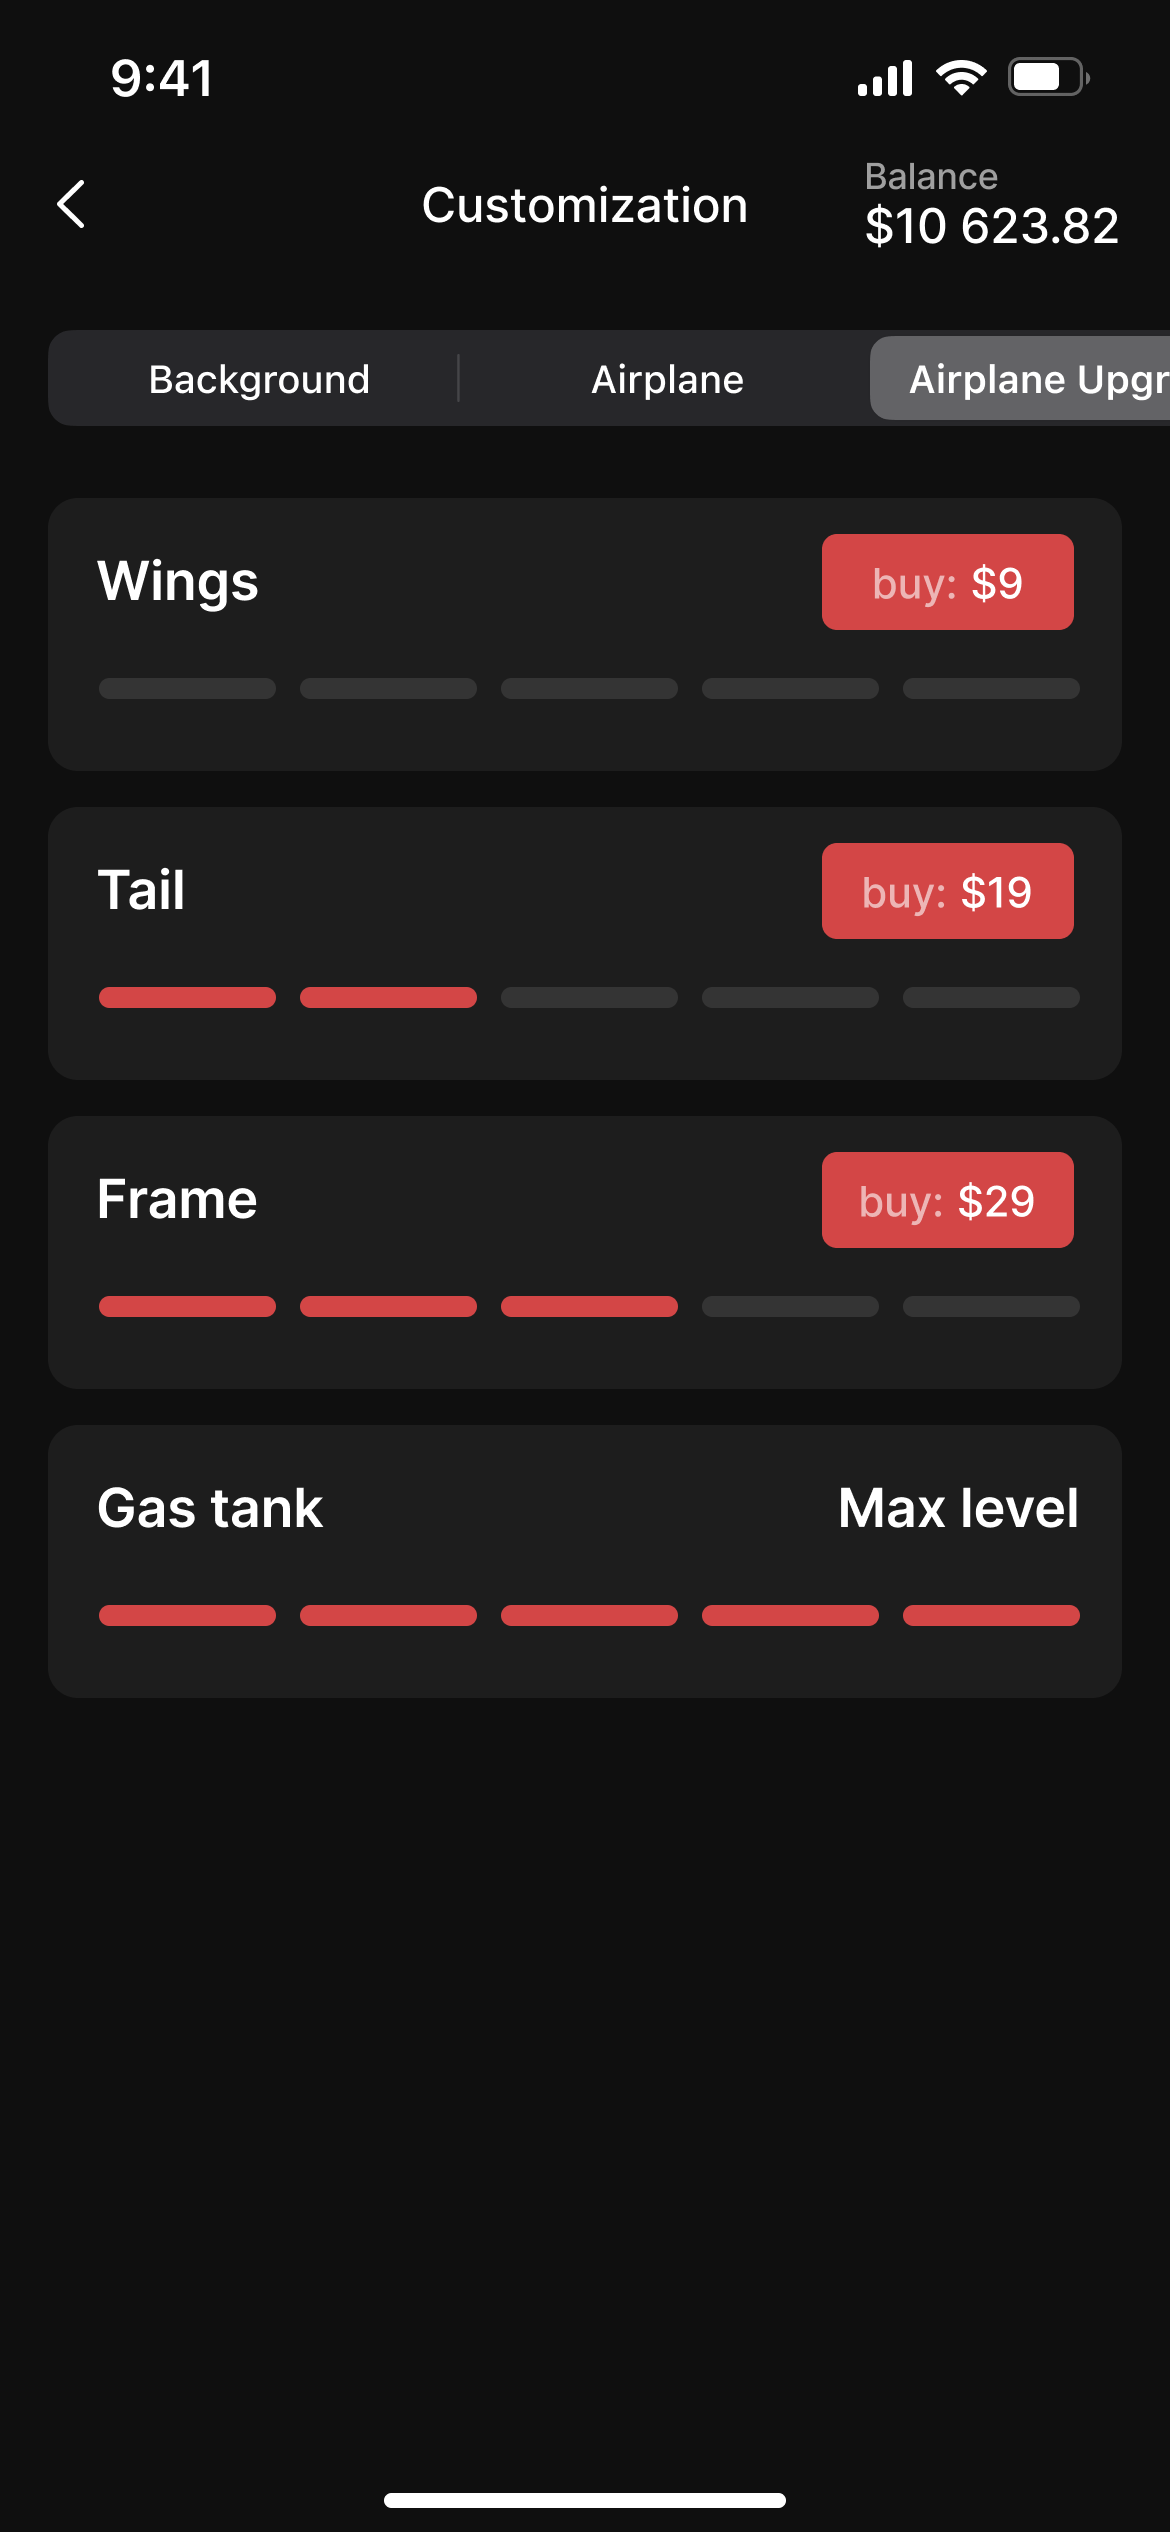 9:41
Customization
Balance
$10 623.82
Background
Airplane
Airplane Upgr
Wings
buy: $9
Tail
buy: $19
Frame
buy: $29
Gas tank
Max level